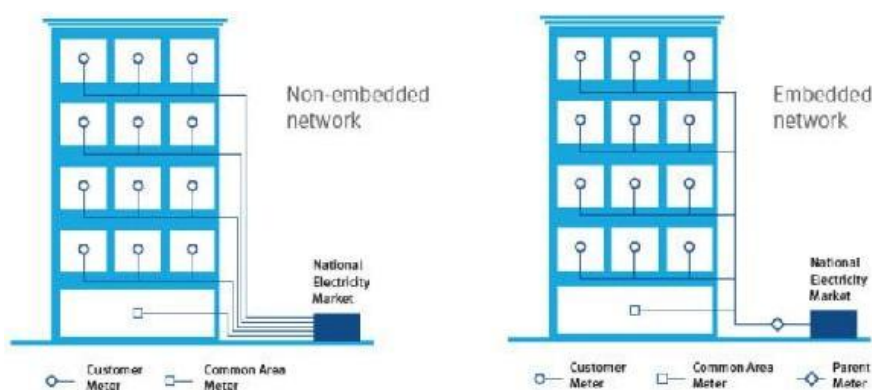 Non-embedded
network
National
Electricity
Market
Customer
Meter
Common Area
Meter
Embedded
network
National
Electricity
Market
Customer
Meter
Common Area
Meter
Parent
Meter